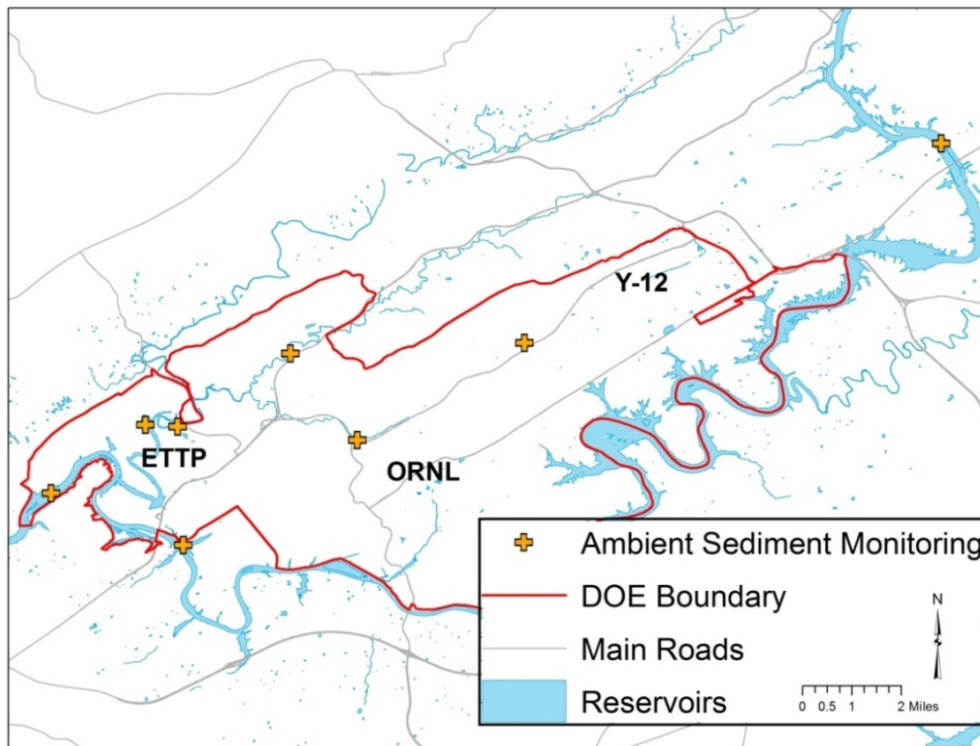 Y-12
ETTP
ORNL
Ambient Sediment Monitoring
DOE Boundary
Main Roads
Reservoirs
N
0 0.5 1 2 Miles